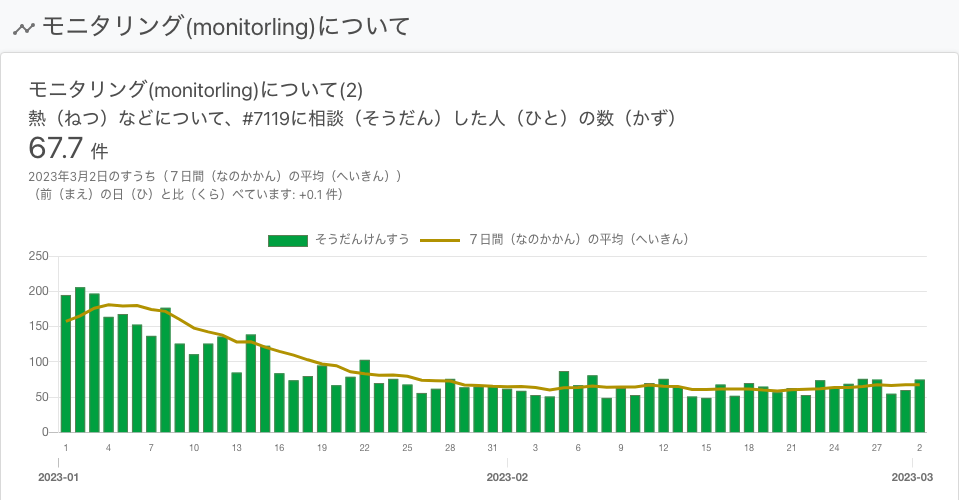 モニタリング(monitorling)について
モニタリング(monitorling)について(2)
熱（ねつ）などについて、#7119に相談（そうだん）した人（ひと）の数（かず）
67.7 件
2023年3月2日のすうち（７日間（なのかかん）の平均（へいきん））
（前（まえ）の日（ひ）と比（くら）べています: +0.1 件）
そうだんけんすう ７日間（なのかかん）の平均（へいきん）
250
200
150
100
50
0
1 4 7 10 13 16 19 22 25 28 31 3 6 9 12 15 18 21 24 27 2
2023-01 2023-02 2023-03